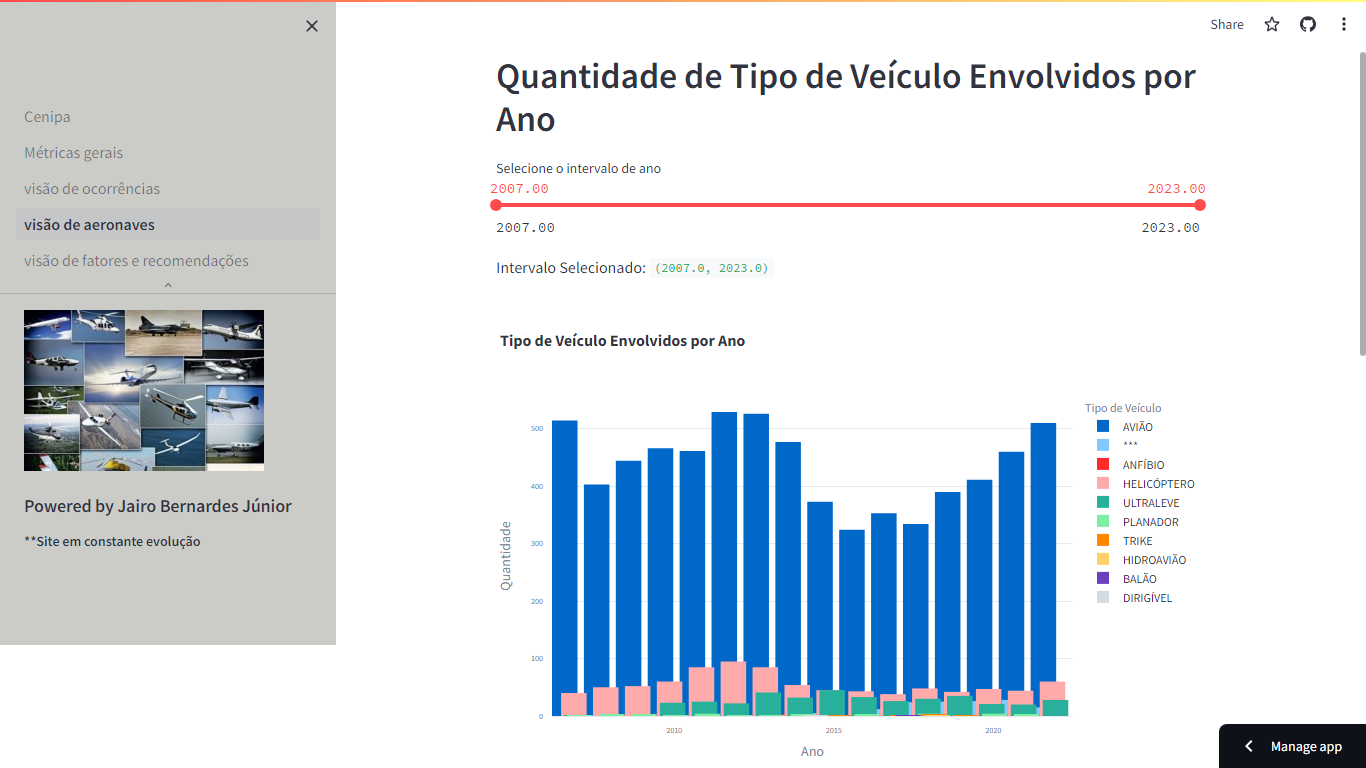 Share
Cenipa
Métricas gerais
visão de ocorrências
visão de aeronaves
visão de fatores e recomendações
Powered by Jairo Bernardes Júnior
**Site em constante evolução
Quantidade de Tipo de Veículo Envolvidos por
Ano
Selecione o intervalo de ano
2007.00 2023.00
2007.00 2023.00
Intervalo Selecionado: (2007.0, 2023.0)
Tipo de Veículo Envolvidos por Ano
Quantidade
500
400
300
200
100
0
2010 2015 2020
Ano
Tipo de Veículo
AVIÃO
***
ANFÍBIO
HELICÓPTERO
ULTRALEVE
PLANADOR
TRIKE
HIDROAVIÃO
BALÃO
DIRIGÍVEL
Manage app